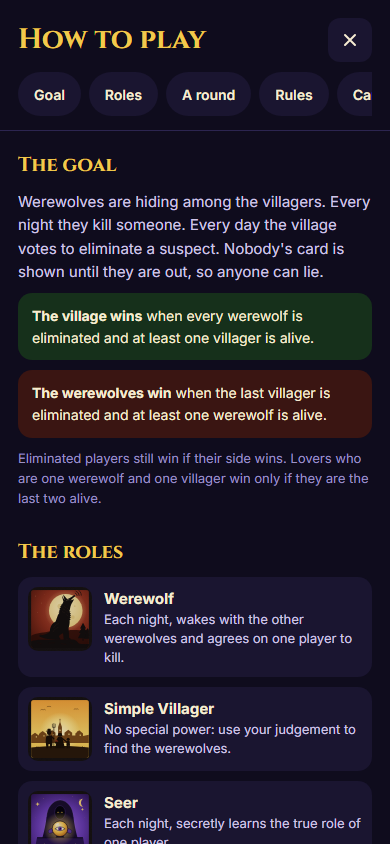 How to play
Goal
Roles
A round
Rules
Ca
The goal
Werewolves are hiding among the villagers. Every
night they kill someone. Every day the village
votes to eliminate a suspect. Nobody's card is
shown until they are out, so anyone can lie.
The village wins when every werewolf is
eliminated and at least one villager is alive.
The werewolves win when the last villager is
eliminated and at least one werewolf is alive.
Eliminated players still win if their side wins. Lovers who
are one werewolf and one villager win only if they are the
last two alive.
The roles
Werewolf
Each night, wakes with the other
werewolves and agrees on one player to
kill.
Simple Villager
No special power: use your judgement to
find the werewolves.
Seer
Each night, secretly learns the true role of
one player.